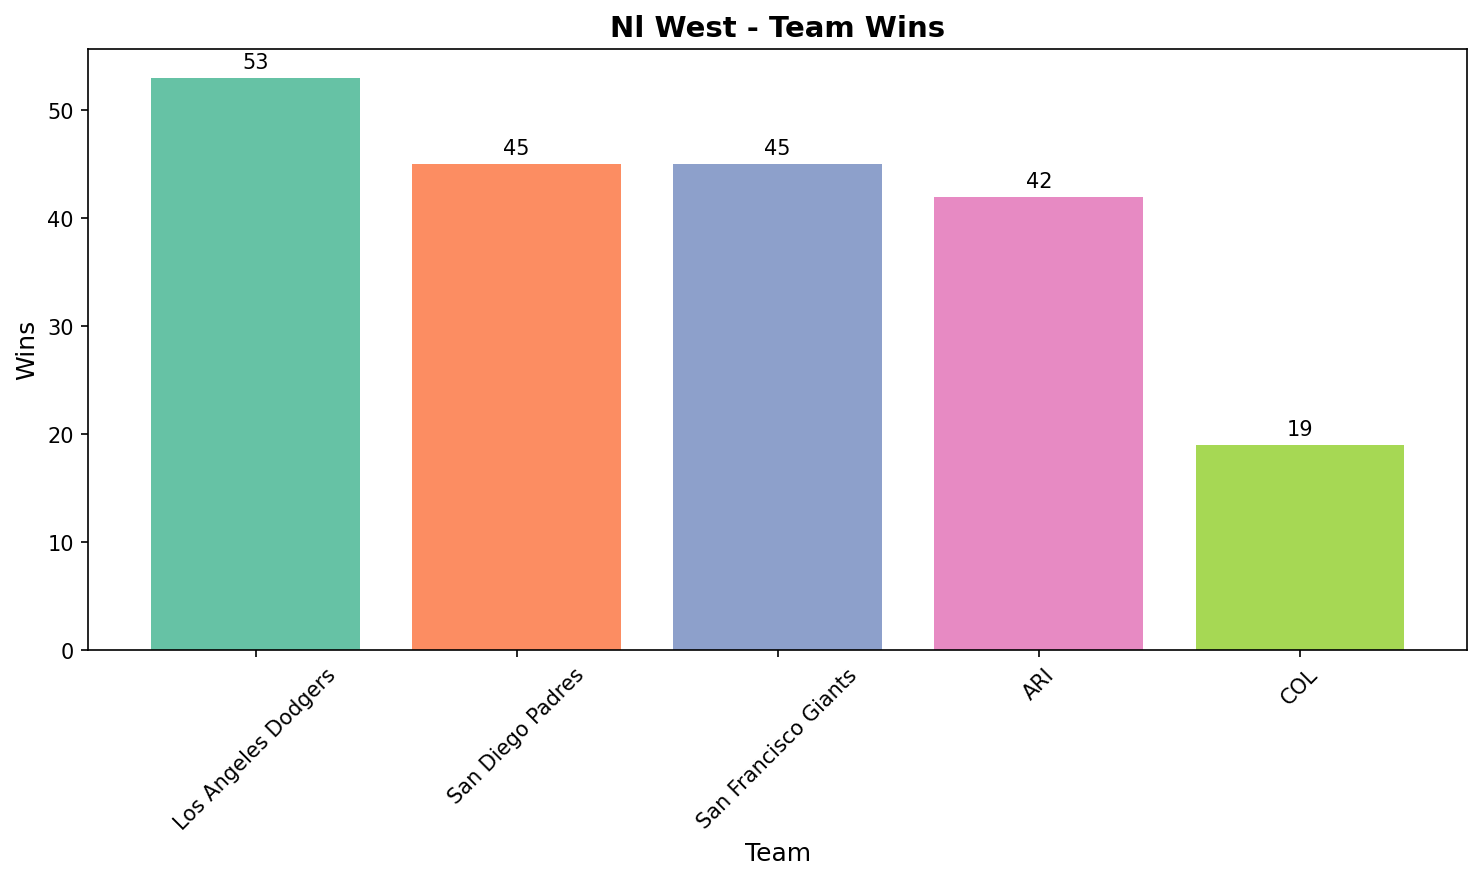 Nl West - Team Wins
53
45
45
42
19
Wins
50
40
30
20
10
0
Los Angeles Dodgers
San Diego Padres
San Francisco Giants
ARI
COL
Team